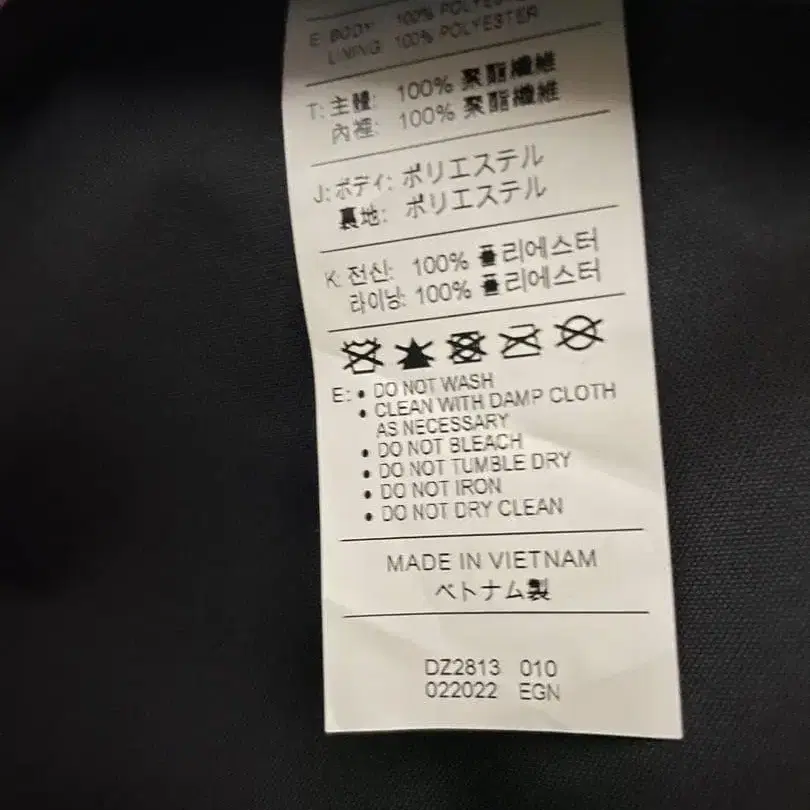 E: BODY: 100% POLYESTER
LINING: 100% POLYESTER
T: 主體: 100% 聚酯纖維
內裡: 100% 聚酯纖維
J: ボディ: ポリエステル
裏地: ポリエステル
K: 전신: 100% 폴리에스터
라이닝: 100% 폴리에스터
E: • DO NOT WASH
• CLEAN WITH DAMP CLOTH
AS NECESSARY
• DO NOT BLEACH
• DO NOT TUMBLE DRY
• DO NOT IRON
• DO NOT DRY CLEAN
MADE IN VIETNAM
ベトナム製
DZ2813 010
022022 EGN